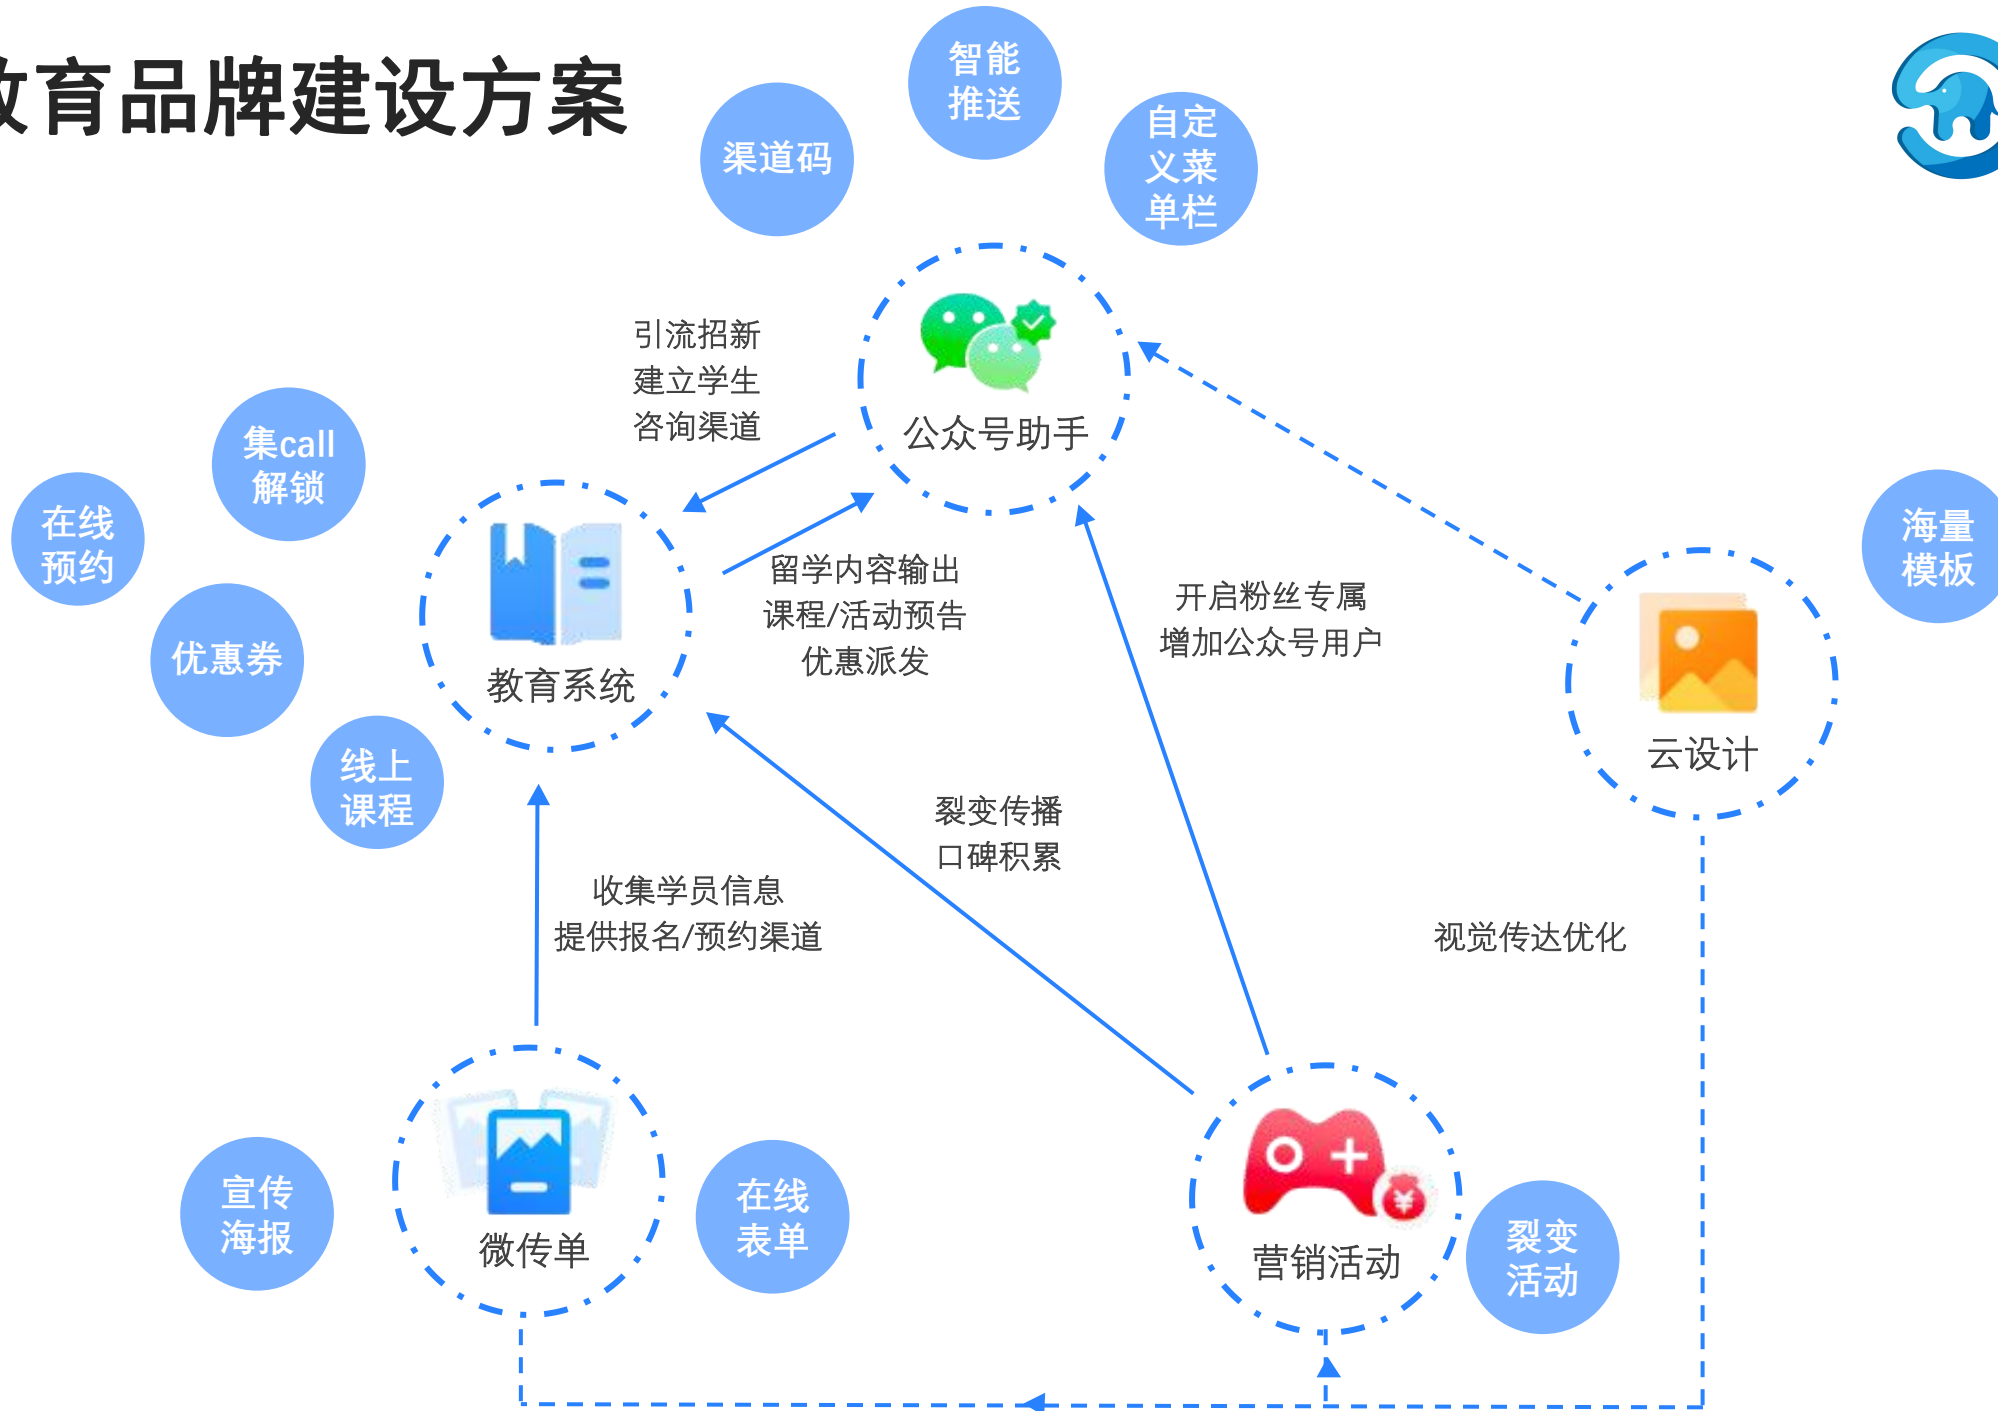 教育品牌建设方案
智能
推送
渠道码
自定
义菜
单栏
引流招新
建立学生
咨询渠道
公众号助手
集call
解锁
在线
预约
优惠券
线上
课程
教育系统
留学内容输出
课程/活动预告
优惠派发
开启粉丝专属
增加公众号用户
海量
模板
云设计
裂变传播
口碑积累
收集学员信息
提供报名/预约渠道
视觉传达优化
宣传
海报
微传单
在线
表单
营销活动
裂变
活动